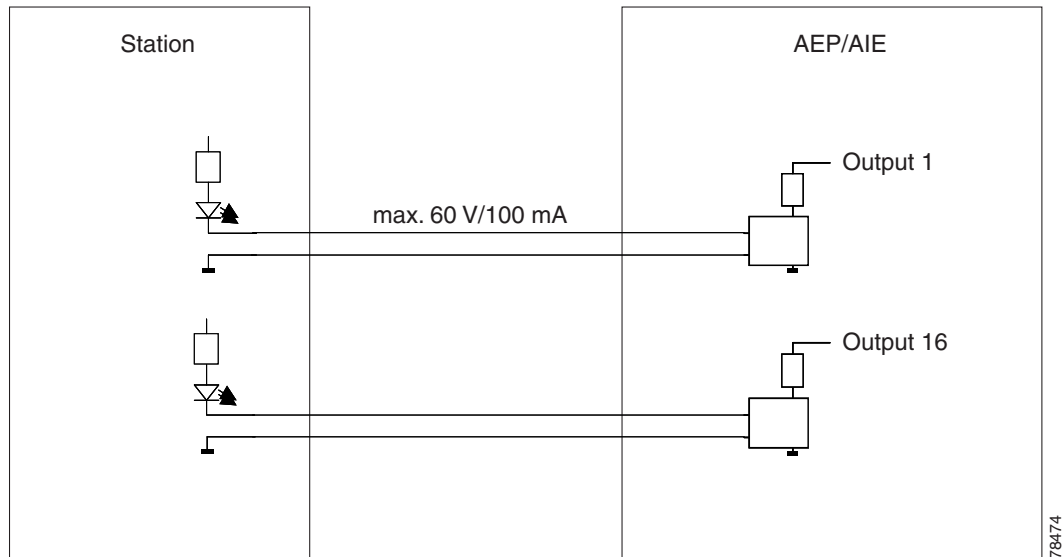 Station
AEP/AIE
Output 1
max. 60 V/100 mA
Output 16
78474